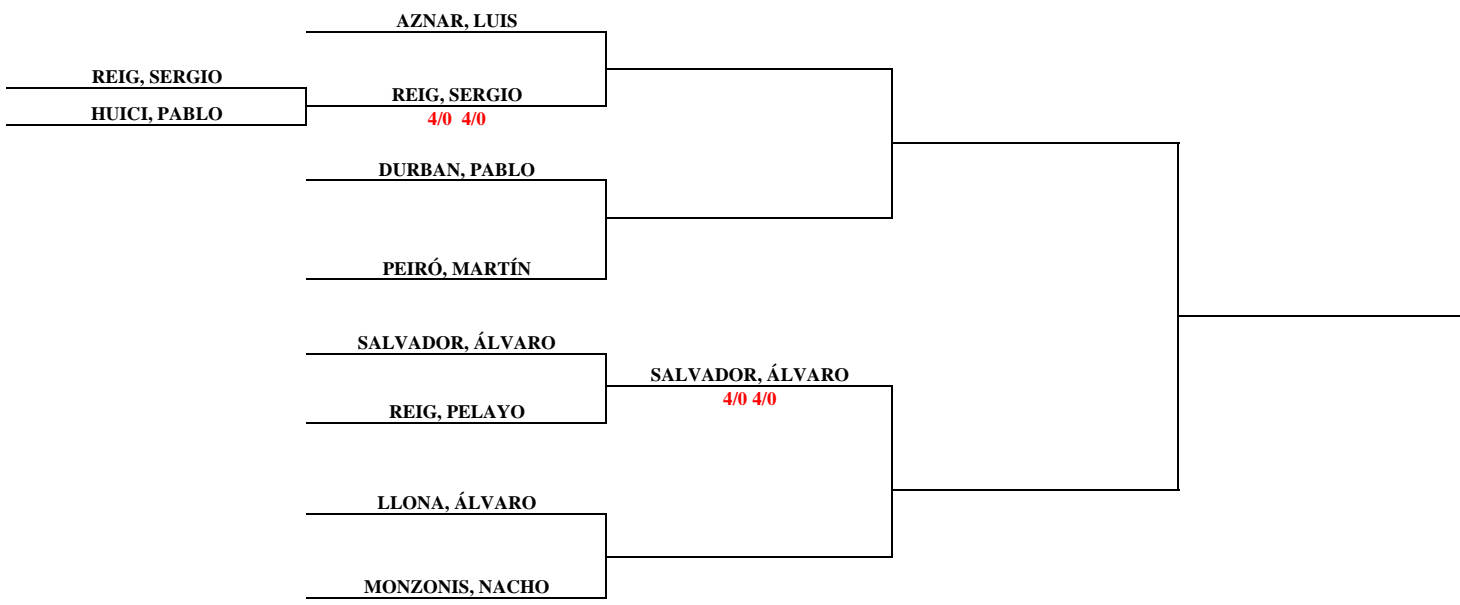 AZNAR, LUIS
REIG, SERGIO
REIG, SERGIO
HUICI, PABLO
4/0 4/0
DURBAN, PABLO
PEIRÓ, MARTÍN
SALVADOR, ÁLVARO
SALVADOR, ÁLVARO
4/0 4/0
REIG, PELAYO
LLONA, ÁLVARO
MONZONIS, NACHO